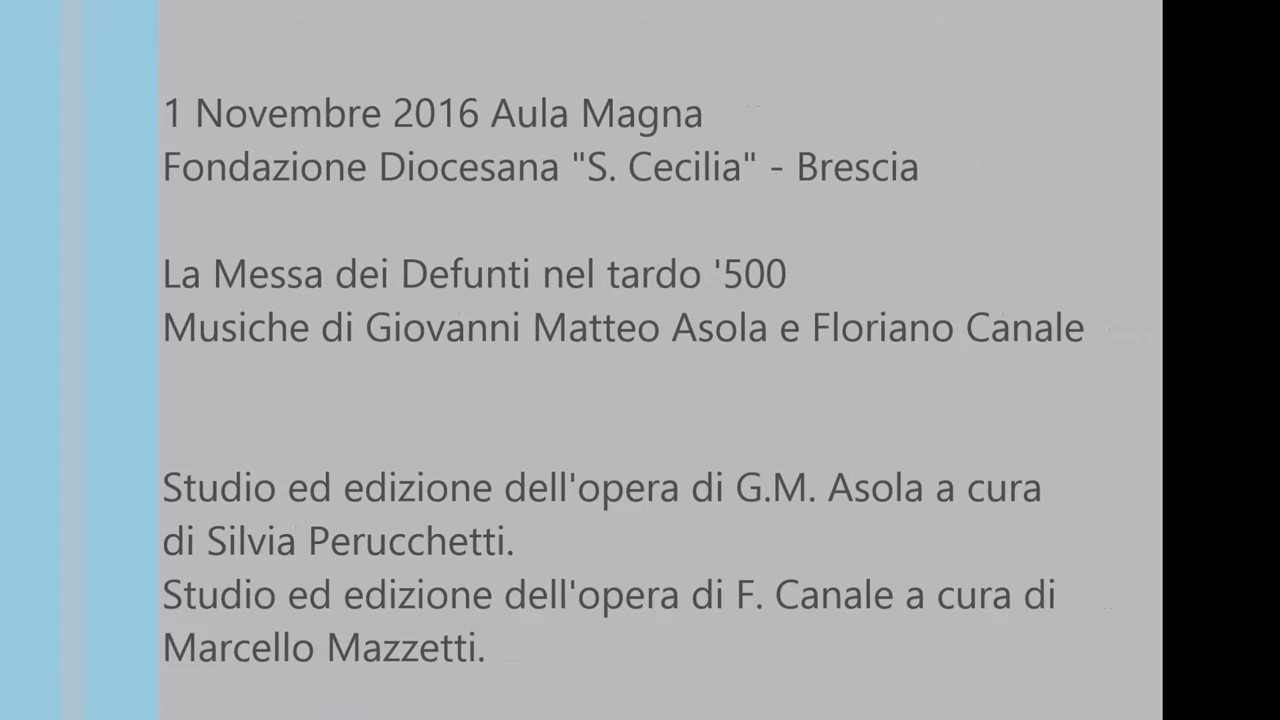 1 Novembre 2016 Aula Magna
Fondazione Diocesana "S. Cecilia" - Brescia
La Messa dei Defunti nel tardo '500
Musiche di Giovanni Matteo Asola e Floriano Canale
Studio ed edizione dell'opera di G.M. Asola a cura
di Silvia Perucchetti.
Studio ed edizione dell'opera di F. Canale a cura di
Marcello Mazzetti.